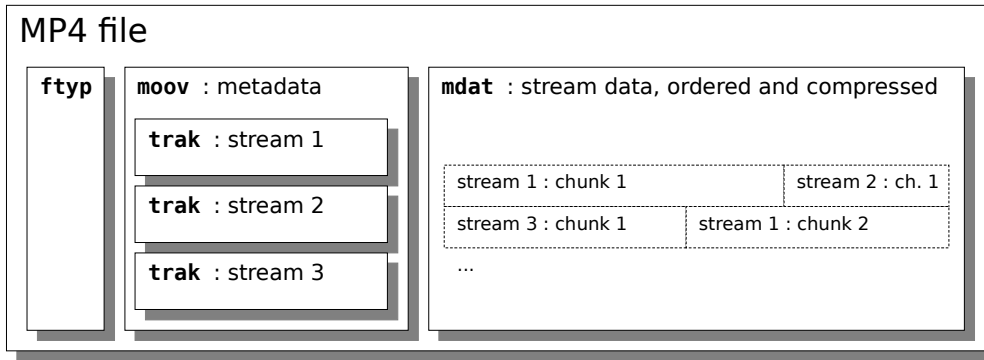 MP4 file
ftyp
moov : metadata
trak : stream 1
trak : stream 2
trak : stream 3
mdat : stream data, ordered and compressed
stream 1 : chunk 1
stream 2 : ch. 1
stream 3 : chunk 1
stream 1 : chunk 2
...